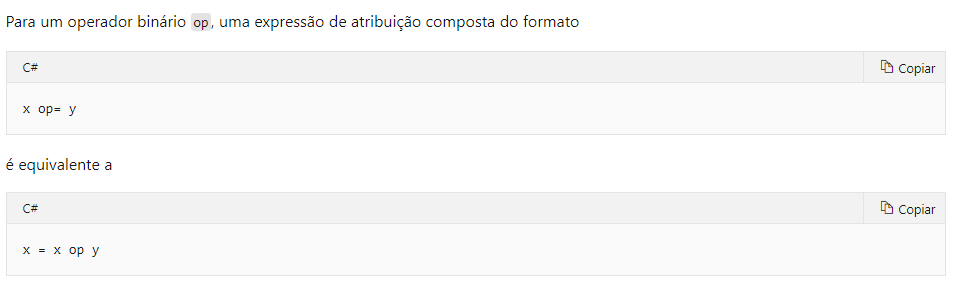 Para um operador binário op, uma expressão de atribuição composta do formato
C# Copiar
x op= y
é equivalente a
C# Copiar
x = x op y